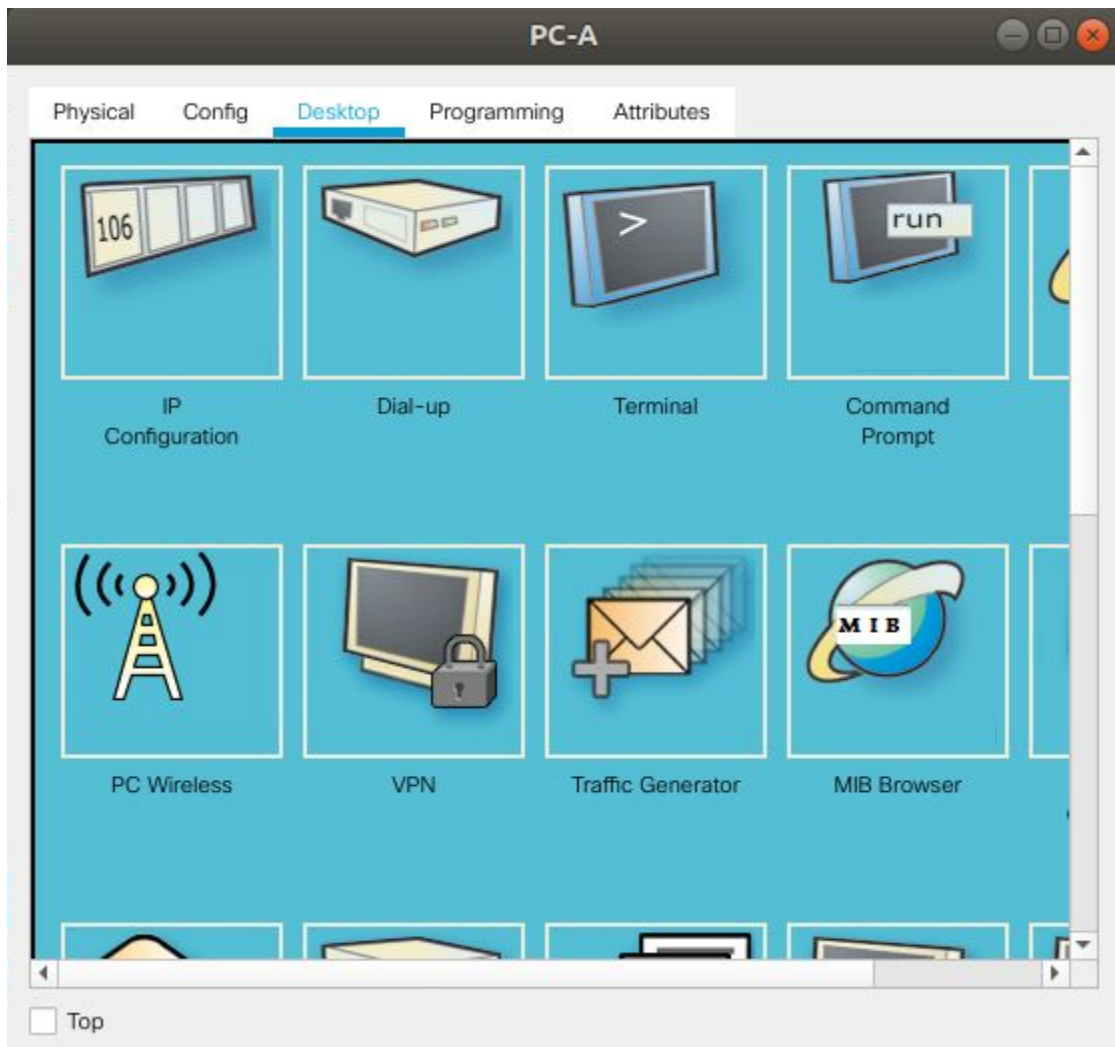 PC-A
Physical Config Desktop Programming Attributes
106
>
run
IP
Configuration
Dial-up
Terminal
Command
Prompt
MIB
PC Wireless
VPN
Traffic Generator
MIB Browser
Top